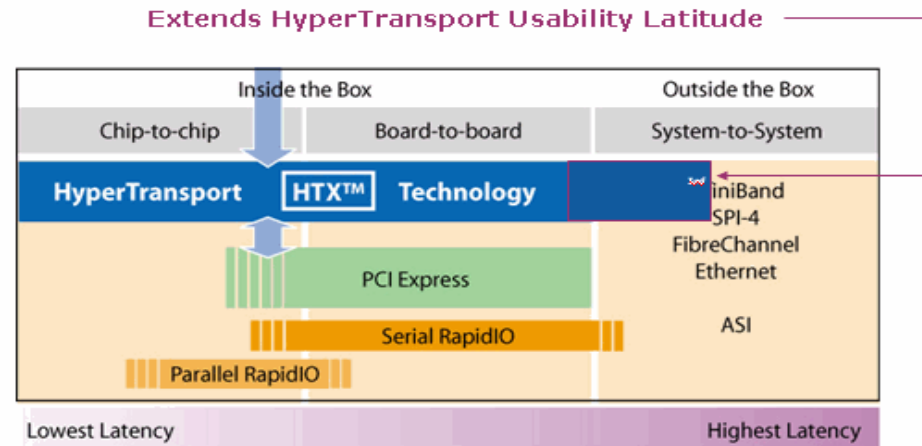 Extends HyperTransport Usability Latitude
Inside the Box
Outside the Box
Chip-to-chip
Board-to-board
System-to-System
HyperTransport HTX™ Technology
iniBand
SPI-4
FibreChannel
Ethernet
PCI Express
ASI
Serial RapidIO
Parallel RapidIO
Lowest Latency
Highest Latency